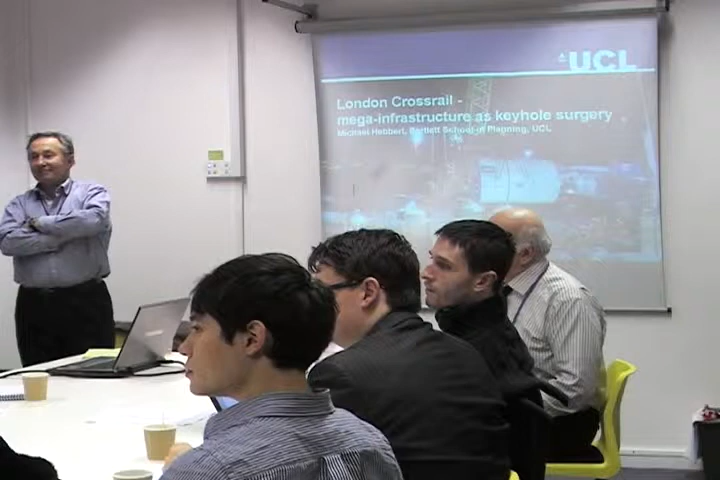 UCL
London Crossrail -
mega-infrastructure as keyhole surgery
Michael Hebbert, Bartlett School of Planning, UCL